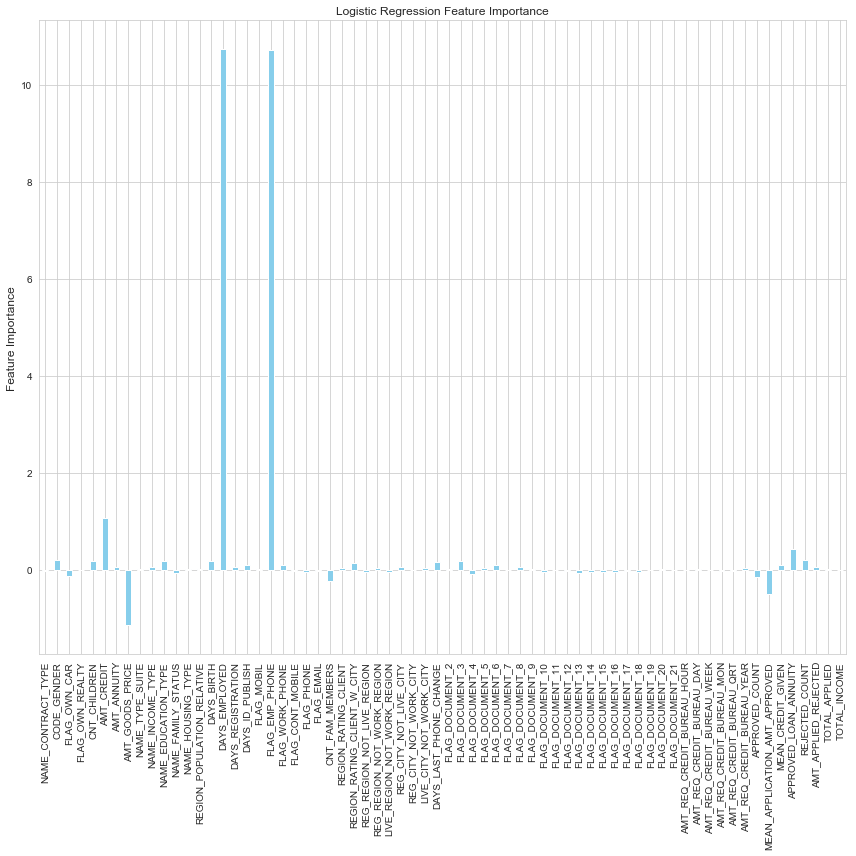 Logistic Regression Feature Importance
Feature Importance
10
8
6
4
2
0
NAME_CONTRACT_TYPE
CODE_GENDER
FLAG_OWN_CAR
FLAG_OWN_REALTY
CNT_CHILDREN
AMT_CREDIT
AMT_ANNUITY
AMT_GOODS_PRICE
NAME_TYPE_SUITE
NAME_INCOME_TYPE
NAME_EDUCATION_TYPE
NAME_FAMILY_STATUS
NAME_HOUSING_TYPE
REGION_POPULATION_RELATIVE
DAYS_BIRTH
DAYS_EMPLOYED
DAYS_REGISTRATION
DAYS_ID_PUBLISH
FLAG_MOBIL
FLAG_EMP_PHONE
FLAG_WORK_PHONE
FLAG_CONT_MOBILE
FLAG_PHONE
FLAG_EMAIL
CNT_FAM_MEMBERS
REGION_RATING_CLIENT
REGION_RATING_CLIENT_W_CITY
REG_REGION_NOT_LIVE_REGION
REG_REGION_NOT_WORK_REGION
LIVE_REGION_NOT_WORK_REGION
REG_CITY_NOT_LIVE_CITY
REG_CITY_NOT_WORK_CITY
LIVE_CITY_NOT_WORK_CITY
DAYS_LAST_PHONE_CHANGE
FLAG_DOCUMENT_2
FLAG_DOCUMENT_3
FLAG_DOCUMENT_4
FLAG_DOCUMENT_5
FLAG_DOCUMENT_6
FLAG_DOCUMENT_7
FLAG_DOCUMENT_8
FLAG_DOCUMENT_9
FLAG_DOCUMENT_10
FLAG_DOCUMENT_11
FLAG_DOCUMENT_12
FLAG_DOCUMENT_13
FLAG_DOCUMENT_14
FLAG_DOCUMENT_15
FLAG_DOCUMENT_16
FLAG_DOCUMENT_17
FLAG_DOCUMENT_18
FLAG_DOCUMENT_19
FLAG_DOCUMENT_20
FLAG_DOCUMENT_21
AMT_REQ_CREDIT_BUREAU_HOUR
AMT_REQ_CREDIT_BUREAU_DAY
AMT_REQ_CREDIT_BUREAU_WEEK
AMT_REQ_CREDIT_BUREAU_MON
AMT_REQ_CREDIT_BUREAU_QRT
AMT_REQ_CREDIT_BUREAU_YEAR
APPROVED_COUNT
MEAN_APPLICATION_AMT_APPROVED
MEAN_CREDIT_GIVEN
APPROVED_LOAN_ANNUITY
REJECTED_COUNT
AMT_APPLIED_REJECTED
TOTAL_APPLIED
TOTAL_INCOME